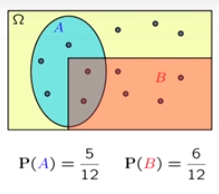 Ω
A
B
P(A) = 5/12 P(B) = 6/12